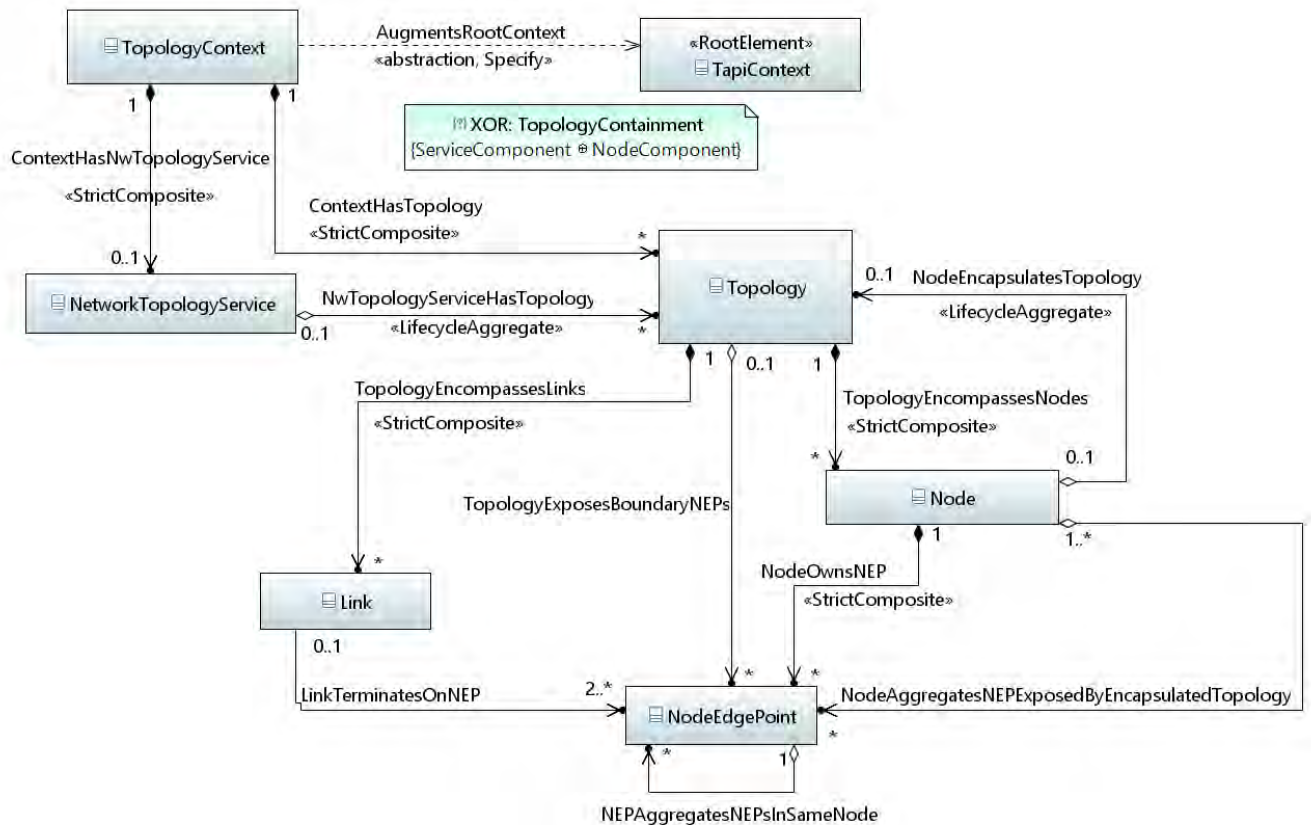 TopologyContext
AugmentsRootContext
«abstraction, Specify»
«RootElement»
TapiContext
1
1
XOR: TopologyContainment
{ServiceComponent ⊕ NodeComponent}
ContextHasNwTopologyService
«StrictComposite»
ContextHasTopology
«StrictComposite»
*
0..1
NetworkTopologyService
NwTopologyServiceHasTopology
0..1
«LifecycleAggregate»
*
Topology
0..1
NodeEncapsulatesTopology
«LifecycleAggregate»
1
0..1
1
TopologyEncompassesLinks
«StrictComposite»
TopologyEncompassesNodes
«StrictComposite»
*
0..1
Node
TopologyExposesBoundaryNEPs
1
1..*
*
Link
NodeOwnsNEP
«StrictComposite»
0..1
LinkTerminatesOnNEP
2..*
*
*
NodeEdgePoint
NodeAggregatesNEPExposedByEncapsulatedTopology
*
*
1
NEPAggregatesNEPsInSameNode